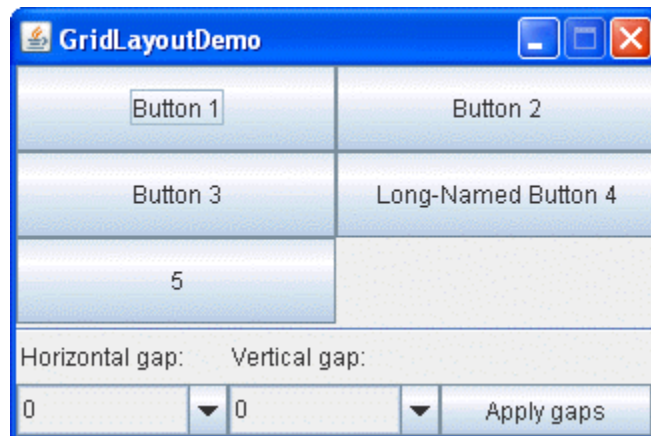 GridLayoutDemo
Button 1 Button 2
Button 3 Long-Named Button 4
5
Horizontal gap: Vertical gap:
0 0 Apply gaps